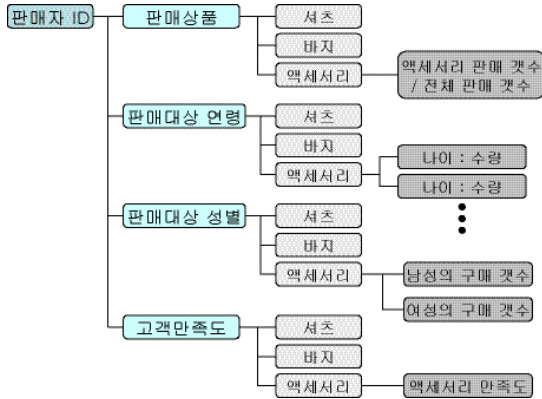 판매자 ID
판매상품
셔츠
바지
액세서리
액세서리 판매 갯수
/ 전체 판매 갯수
판매대상 연령
셔츠
바지
액세서리
나이 : 수량
나이 : 수량
판매대상 성별
셔츠
바지
액세서리
남성의 구매 갯수
여성의 구매 갯수
고객만족도
셔츠
바지
액세서리
액세서리 만족도